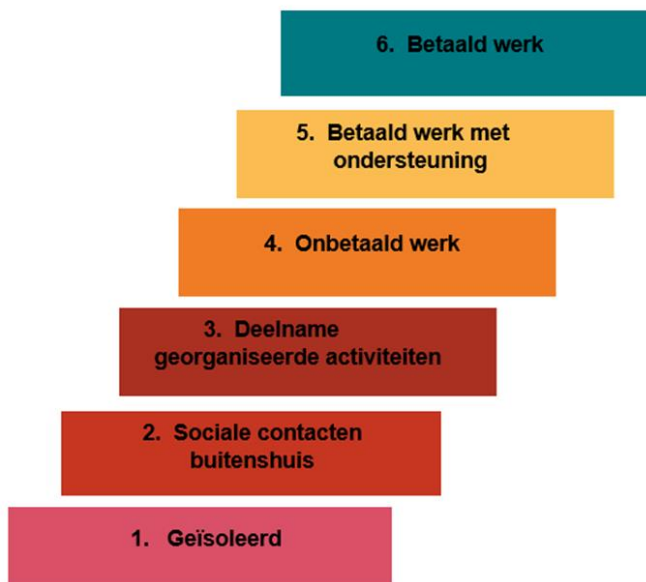 6. Betaald werk
5. Betaald werk met
ondersteuning
4. Onbetaald werk
3. Deelname
georganiseerde activiteiten
2. Sociale contacten
buitenshuis
1. Geïsoleerd